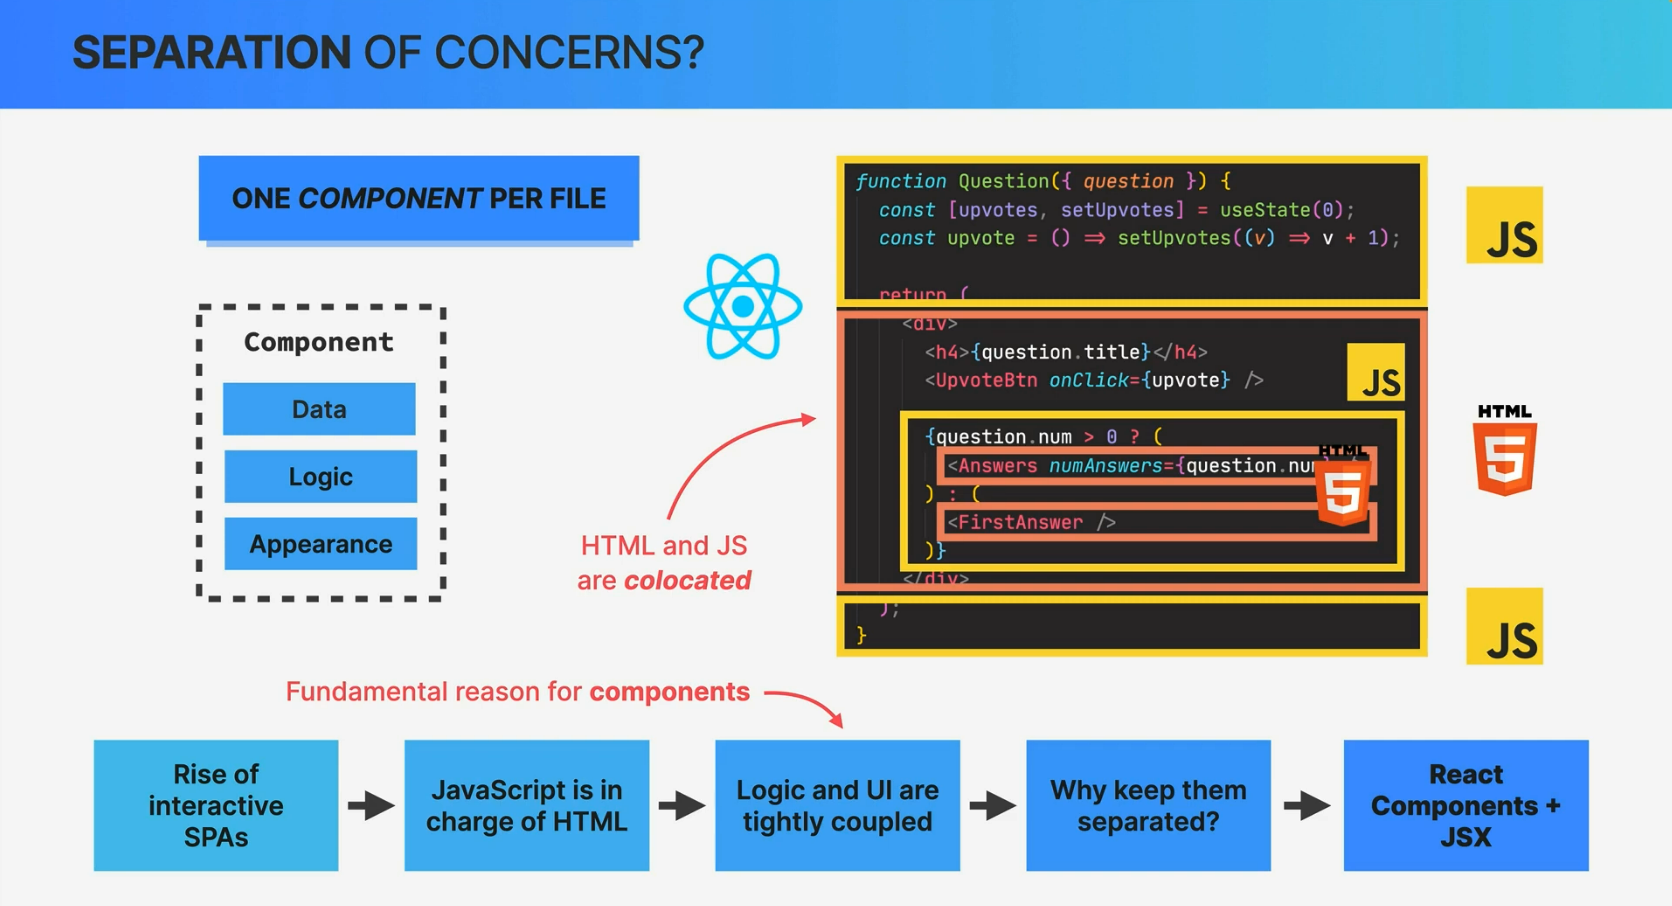 SEPARATION OF CONCERNS?
ONE COMPONENT PER FILE
Component
Data
Logic
Appearance
HTML and JS
are colocated
function Question({ question }) {
const [upvotes, setUpvotes] = useState(0);
const upvote = () => setUpvotes((v) => v + 1);
return (
<div>
<h4>{question.title}</h4>
<UpvoteBtn onClick={upvote} />
{question.num > 0 ? (
<Answers numAnswers={question.num}
) : (
<FirstAnswer />
)}
</div>
);
}
JS
JS
HTML
5
HTML
5
JS
Fundamental reason for components
Rise of
interactive
SPAs
JavaScript is in
charge of HTML
Logic and UI are
tightly coupled
Why keep them
separated?
React
Components +
JSX